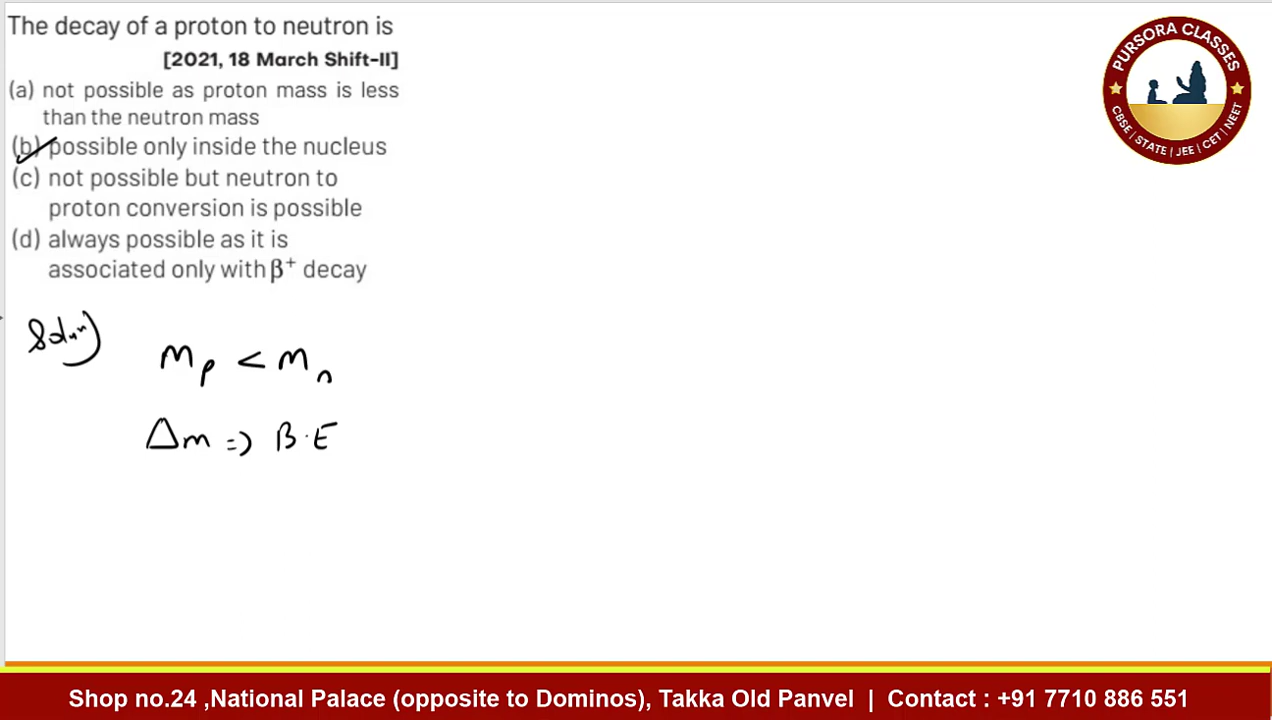 The decay of a proton to neutron is
[2021, 18 March Shift-II]
(a) not possible as proton mass is less
than the neutron mass
(b) possible only inside the nucleus
(c) not possible but neutron to
proton conversion is possible
(d) always possible as it is
associated only with β⁺ decay
Solⁿ)
m_p < m_n
Δm => B.E
PURSORA CLASSES
CBSE | STATE | JEE | CET | NEET
Shop no.24 ,National Palace (opposite to Dominos), Takka Old Panvel | Contact : +91 7710 886 551